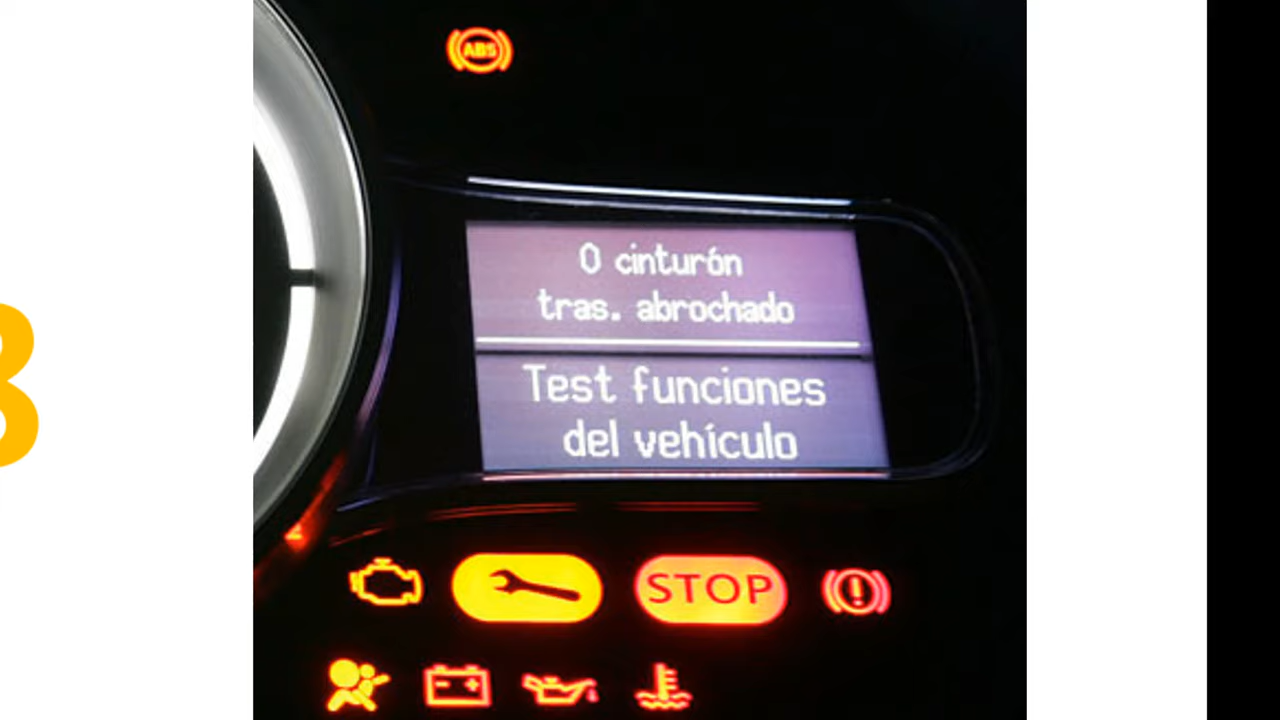 ABS
0 cinturón
tras. abrochado
Test funciones
del vehículo
STOP